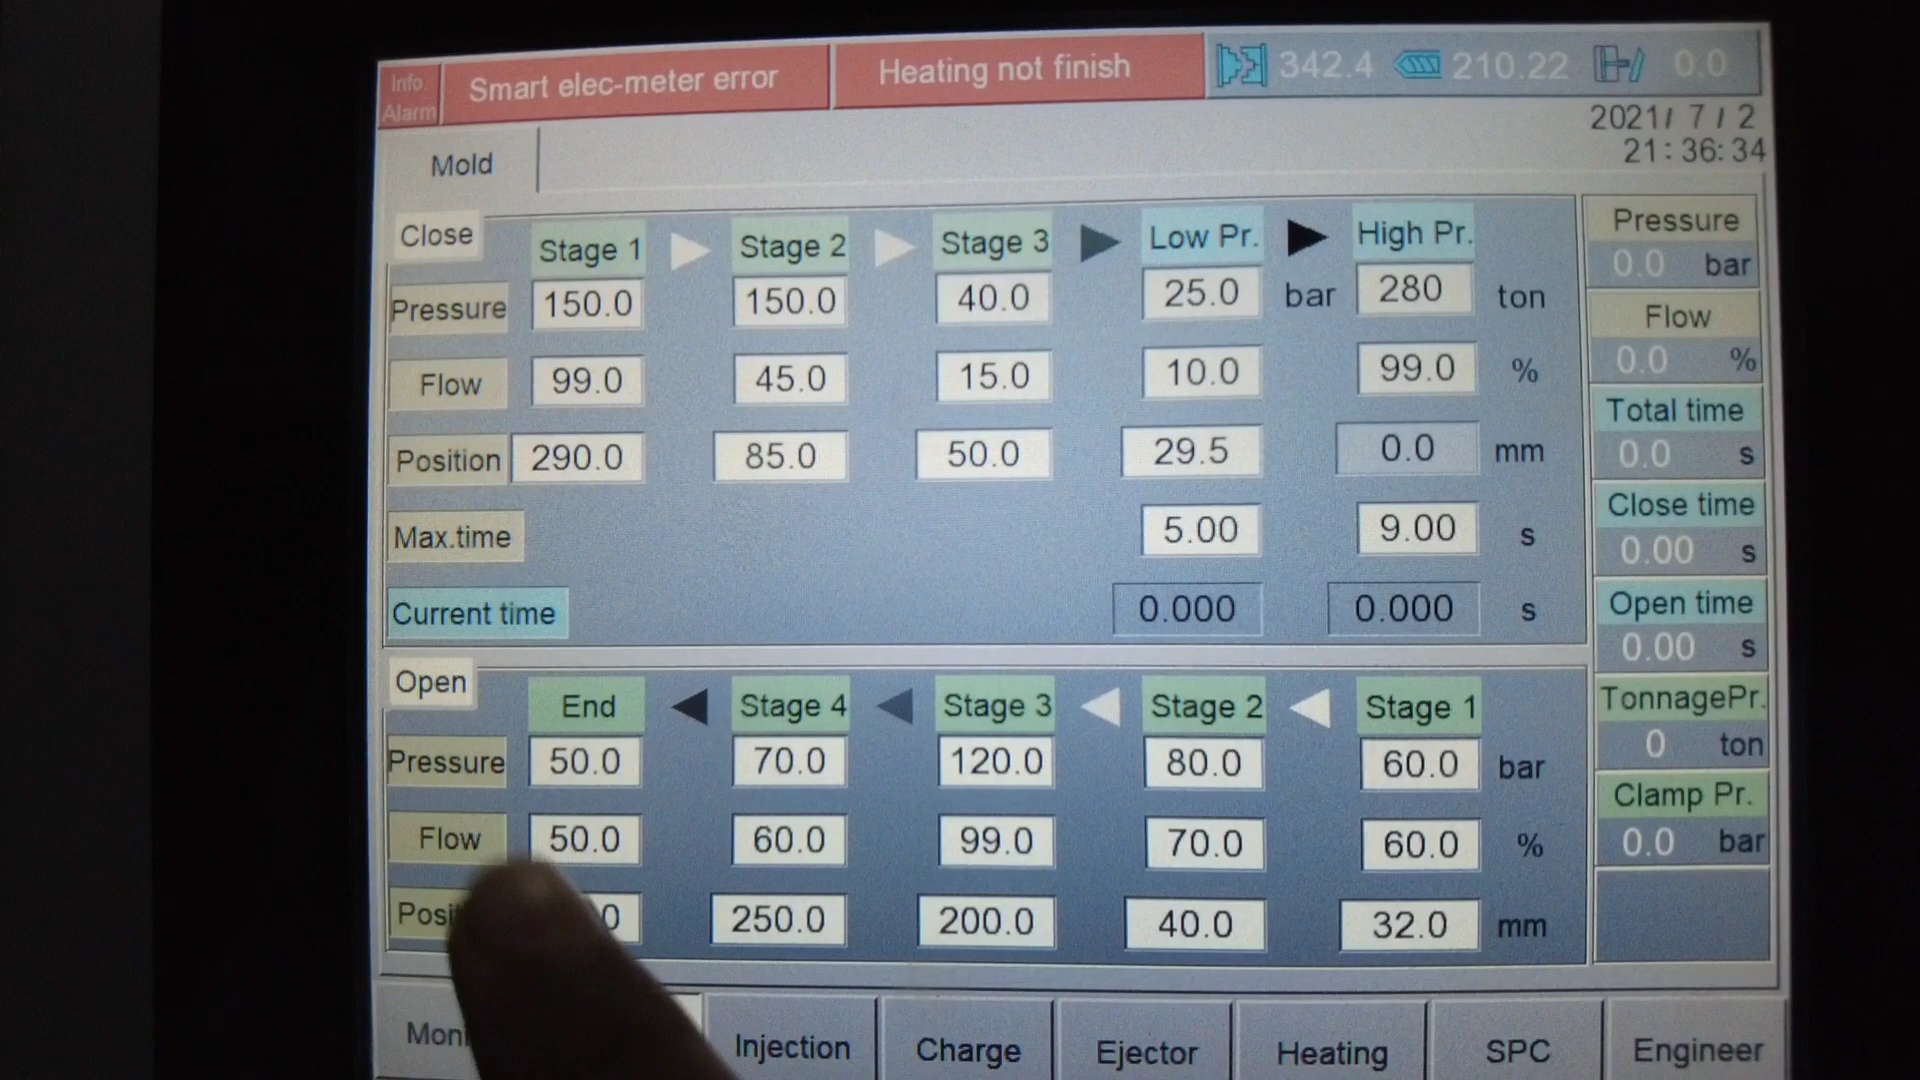 Info. Alarm Smart elec-meter error Heating not finish 342.4 210.22 0.0
2021/ 7 / 2
21:36:34
Mold
Close Stage 1 Stage 2 Stage 3 Low Pr. High Pr.
Pressure 150.0 150.0 40.0 25.0 bar 280 ton
Flow 99.0 45.0 15.0 10.0 99.0 %
Position 290.0 85.0 50.0 29.5 0.0 mm
Max.time 5.00 9.00 s
Current time 0.000 0.000 s
Open End Stage 4 Stage 3 Stage 2 Stage 1
Pressure 50.0 70.0 120.0 80.0 60.0 bar
Flow 50.0 60.0 99.0 70.0 60.0 %
250.0 200.0 40.0 32.0 mm
Pressure
0.0 bar
Flow
0.0 %
Total time
0.0 s
Close time
0.00 s
Open time
0.00 s
TonnagePr.
0 ton
Clamp Pr.
0.0 bar
Injection Charge Ejector Heating SPC Engineer